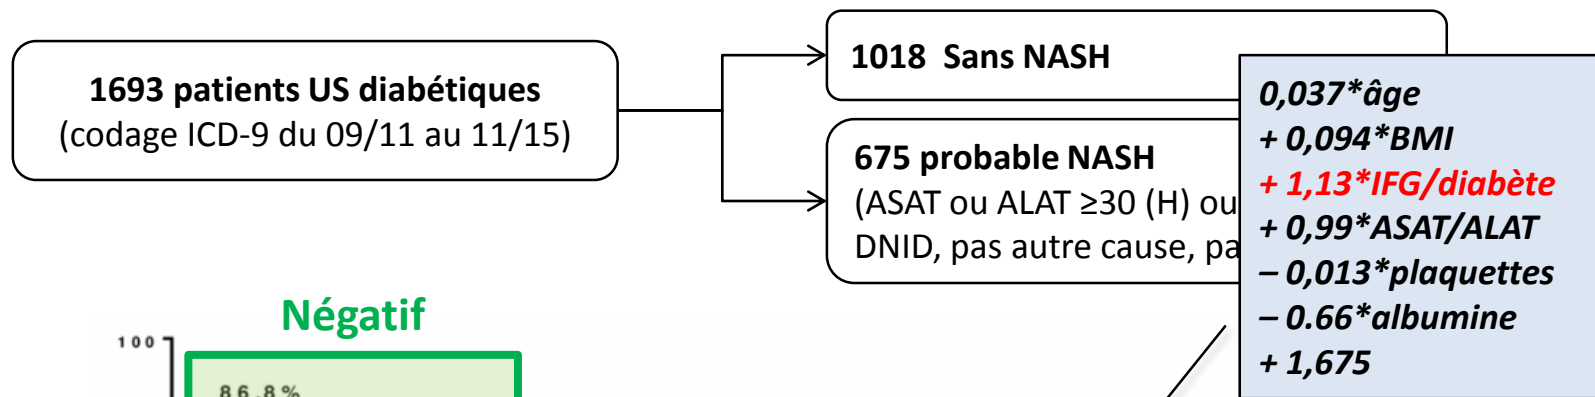 1693 patients US diabétiques
(codage ICD-9 du 09/11 au 11/15)
1018 Sans NASH
675 probable NASH
(ASAT ou ALAT ≥30 (H) ou
DNID, pas autre cause, pa
0,037*âge
+ 0,094*BMI
+ 1,13*IFG/diabète
+ 0,99*ASAT/ALAT
– 0,013*plaquettes
– 0.66*albumine
+ 1,675
Négatif
100
86.8%